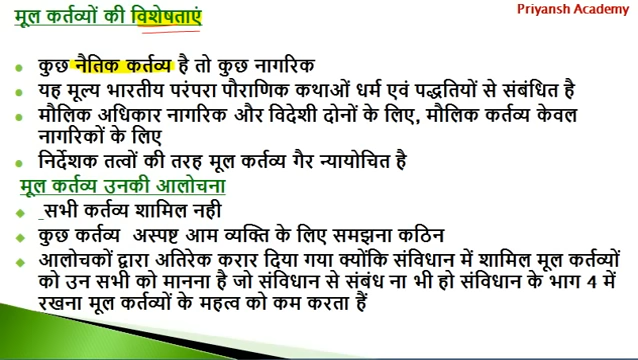 Priyansh Academy
मूल कर्तव्यों की विशेषताएं
कुछ नैतिक कर्तव्य है तो कुछ नागरिक
यह मूल्य भारतीय परंपरा पौराणिक कथाओं धर्म एवं पद्धतियों से संबंधित है
मौलिक अधिकार नागरिक और विदेशी दोनों के लिए, मौलिक कर्तव्य केवल
नागरिकों के लिए
निर्देशक तत्वों की तरह मूल कर्तव्य गैर न्यायोचित है
मूल कर्तव्य उनकी आलोचना
सभी कर्तव्य शामिल नही
कुछ कर्तव्य अस्पष्ट आम व्यक्ति के लिए समझना कठिन
आलोचकों द्वारा अतिरेक करार दिया गया क्योंकि संविधान में शामिल मूल कर्तव्यों
को उन सभी को मानना है जो संविधान से संबंध ना भी हो संविधान के भाग 4 में
रखना मूल कर्तव्यों के महत्व को कम करता हैं